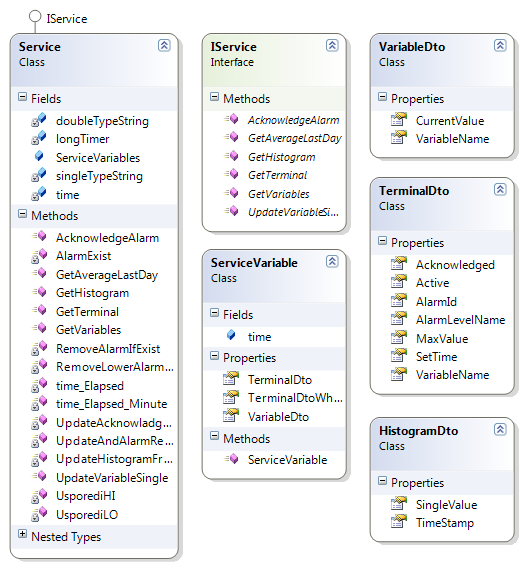 IService
Service
Class
Fields
doubleTypeString
longTimer
ServiceVariables
singleTypeString
time
Methods
AcknowledgeAlarm
AlarmExist
GetAverageLastDay
GetHistogram
GetTerminal
GetVariables
RemoveAlarmIfExist
RemoveLowerAlarm...
time_Elapsed
time_Elapsed_Minute
UpdateAcknowladg...
UpdateAndAlarmRe...
UpdateHistogramFr...
UpdateVariableSingle
UsporediHI
UsporediLO
Nested Types
IService
Interface
Methods
AcknowledgeAlarm
GetAverageLastDay
GetHistogram
GetTerminal
GetVariables
UpdateVariableSi...
ServiceVariable
Class
Fields
time
Properties
TerminalDto
TerminalDtoWh...
VariableDto
Methods
ServiceVariable
VariableDto
Class
Properties
CurrentValue
VariableName
TerminalDto
Class
Properties
Acknowledged
Active
AlarmId
AlarmLevelName
MaxValue
SetTime
VariableName
HistogramDto
Class
Properties
SingleValue
TimeStamp